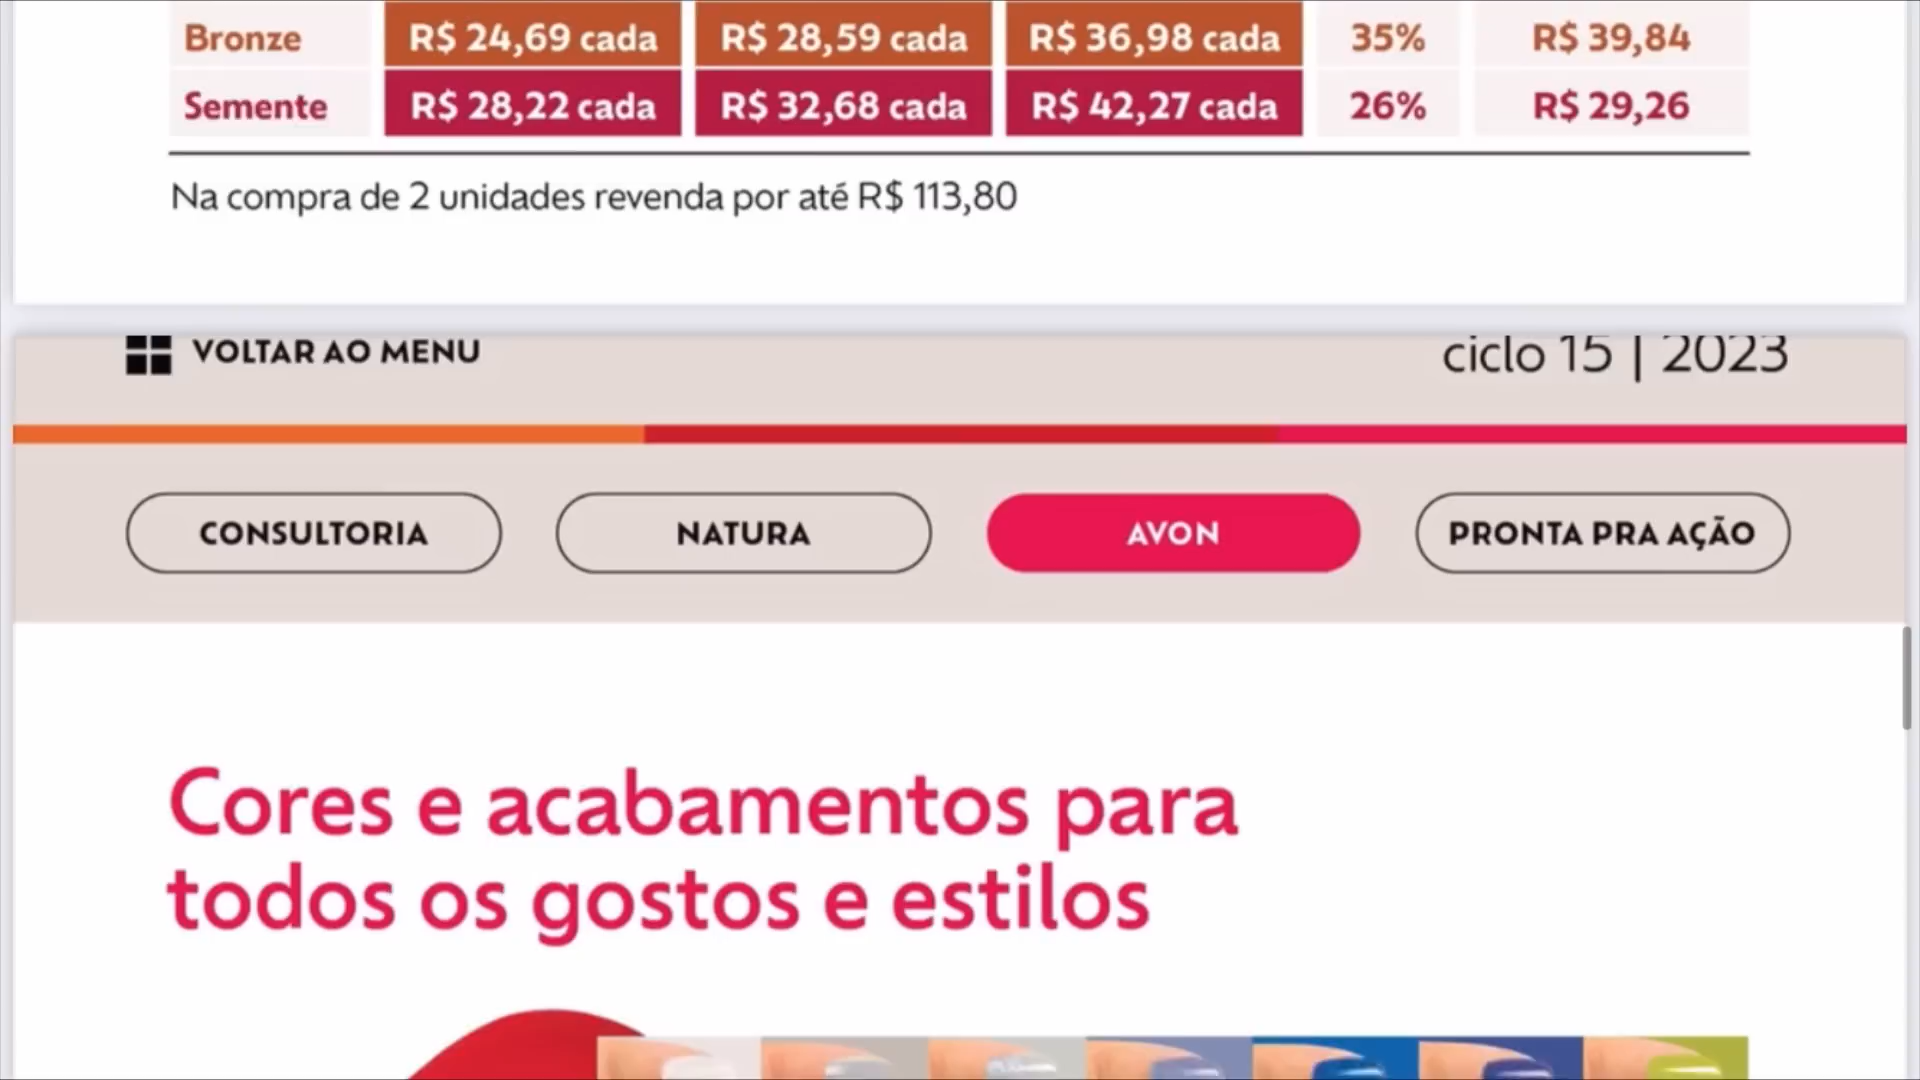 Bronze R$ 24,69 cada R$ 28,59 cada R$ 36,98 cada 35% R$ 39,84
Semente R$ 28,22 cada R$ 32,68 cada R$ 42,27 cada 26% R$ 29,26
Na compra de 2 unidades revenda por até R$ 113,80
VOLTAR AO MENU ciclo 15 | 2023
CONSULTORIA NATURA AVON PRONTA PRA AÇÃO
Cores e acabamentos para
todos os gostos e estilos